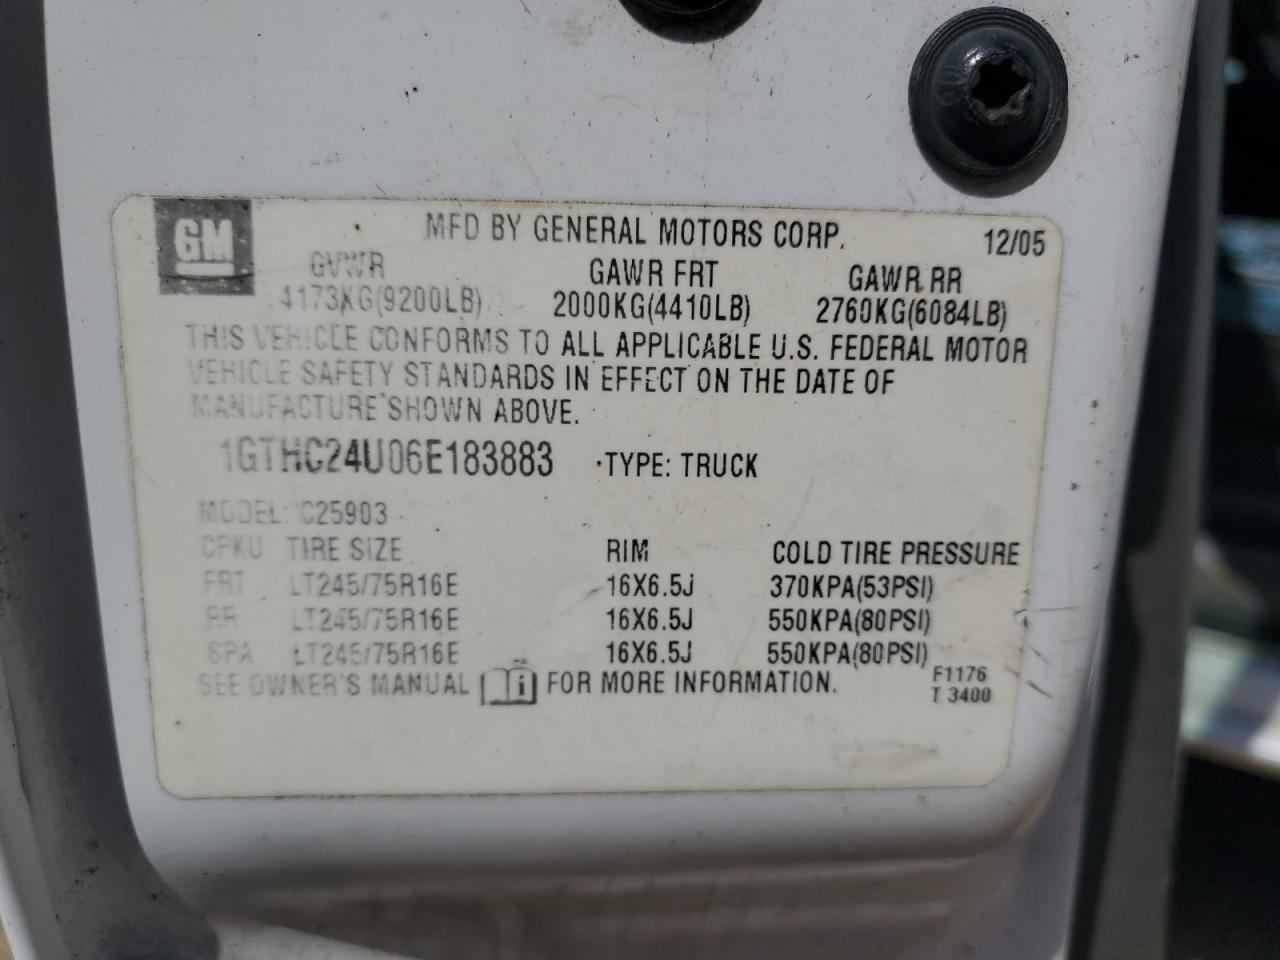 GM
MFD BY GENERAL MOTORS CORP. 12/05
GVWR GAWR FRT GAWR RR
4173KG(9200LB) 2000KG(4410LB) 2760KG(6084LB)
THIS VEHICLE CONFORMS TO ALL APPLICABLE U.S. FEDERAL MOTOR
VEHICLE SAFETY STANDARDS IN EFFECT ON THE DATE OF
MANUFACTURE SHOWN ABOVE.
1GTHC24U06E183883 TYPE: TRUCK
MODEL: C25903
CPKU TIRE SIZE RIM COLD TIRE PRESSURE
FRT LT245/75R16E 16X6.5J 370KPA(53PSI)
RR LT245/75R16E 16X6.5J 550KPA(80PSI)
SPA LT245/75R16E 16X6.5J 550KPA(80PSI)
SEE OWNER'S MANUAL i FOR MORE INFORMATION. F1176
T 3400